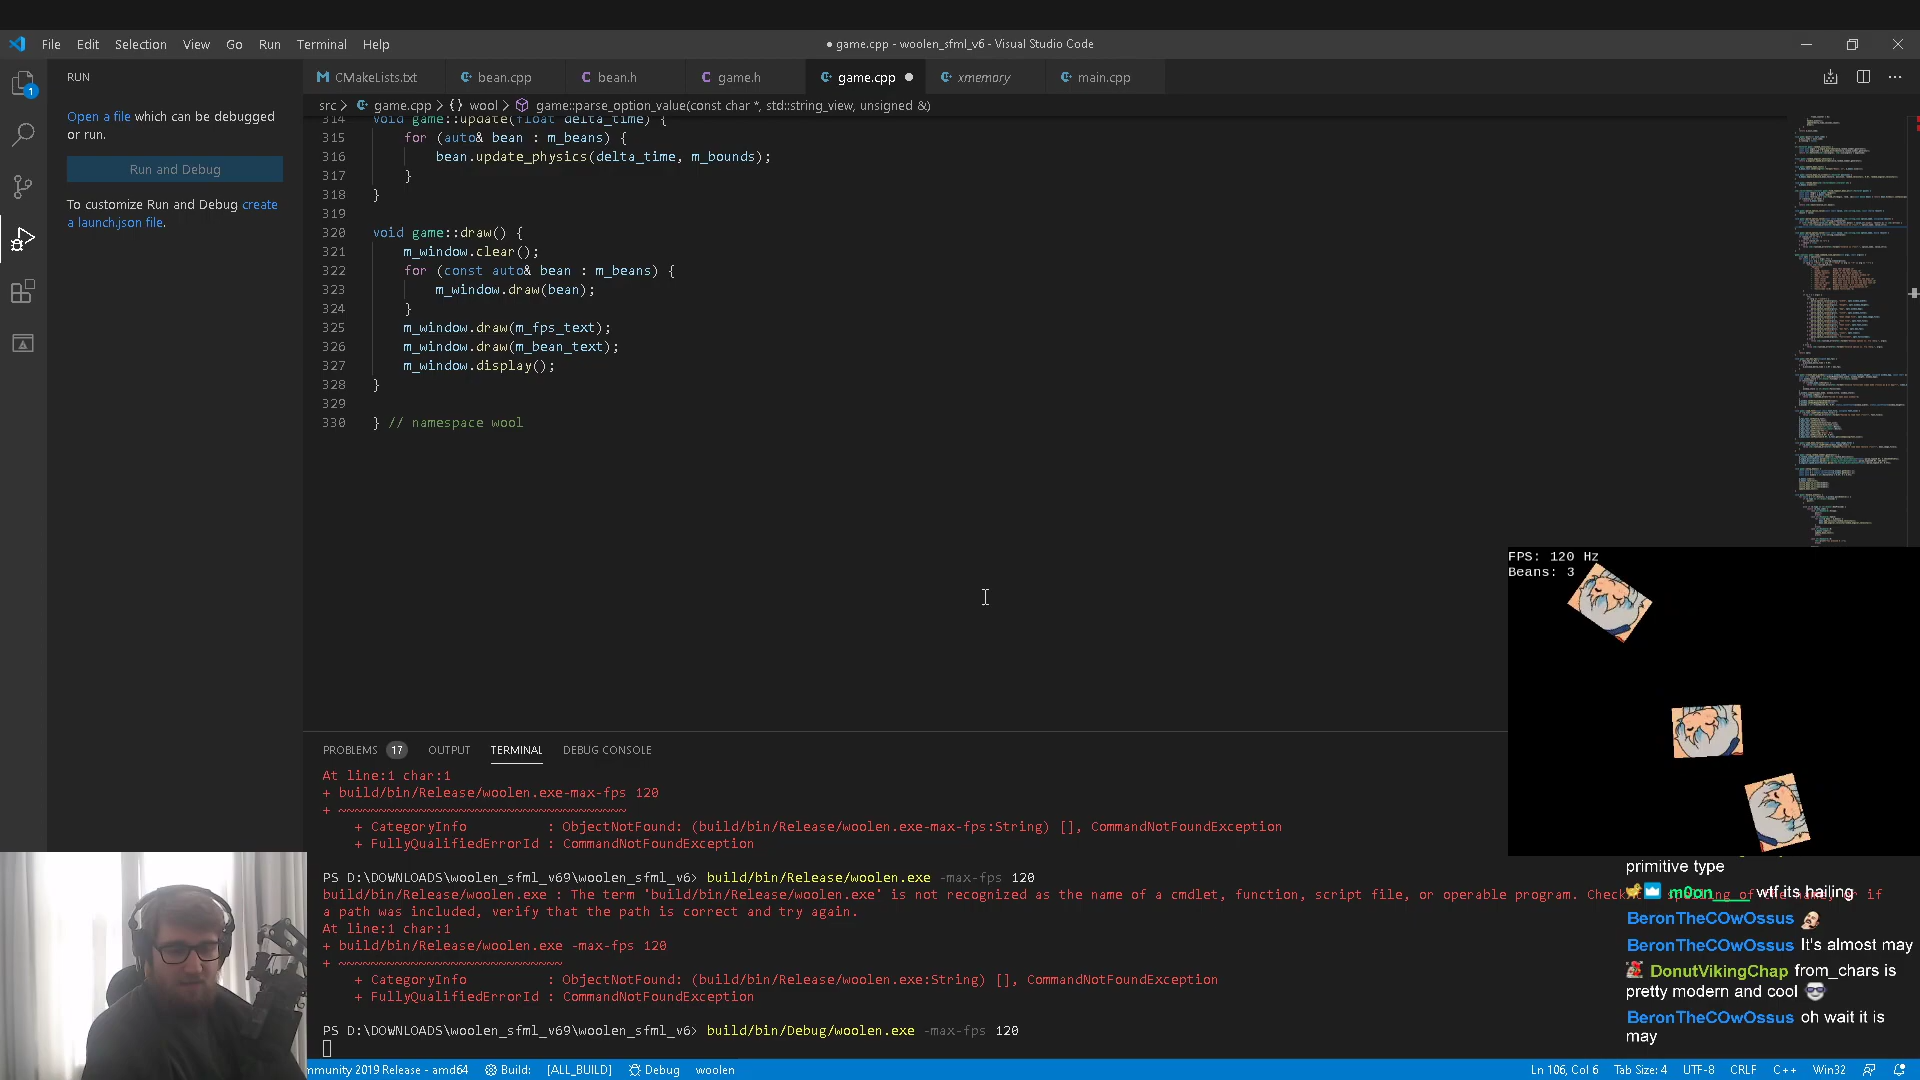 File Edit Selection View Go Run Terminal Help
● game.cpp - woolen_sfml_v6 - Visual Studio Code
RUN
CMakeLists.txt bean.cpp bean.h game.h game.cpp ● xmemory main.cpp
src > game.cpp > {} wool > game::parse_option_value(const char *, std::string_view, unsigned &)
1
Open a file which can be debugged
or run.
Run and Debug
To customize Run and Debug create
a launch.json file.
314 void game::update(float delta_time) {
315 for (auto& bean : m_beans) {
316 bean.update_physics(delta_time, m_bounds);
317 }
318 }
319
320 void game::draw() {
321 m_window.clear();
322 for (const auto& bean : m_beans) {
323 m_window.draw(bean);
324 }
325 m_window.draw(m_fps_text);
326 m_window.draw(m_bean_text);
327 m_window.display();
328 }
329
330 } // namespace wool
FPS: 120 Hz
Beans: 3
PROBLEMS 17 OUTPUT TERMINAL DEBUG CONSOLE
At line:1 char:1
+ build/bin/Release/woolen.exe-max-fps 120
+ ~~~~~~~~~~~~~~~~~~~~~~~~~~~~~~~~~~~~
+ CategoryInfo : ObjectNotFound: (build/bin/Release/woolen.exe-max-fps:String) [], CommandNotFoundException
+ FullyQualifiedErrorId : CommandNotFoundException
PS D:\DOWNLOADS\woolen_sfml_v69\woolen_sfml_v6> build/bin/Release/woolen.exe -max-fps 120
build/bin/Release/woolen.exe : The term 'build/bin/Release/woolen.exe' is not recognized as the name of a cmdlet, function, script file, or operable program. Check the spelling of the name, or if
a path was included, verify that the path is correct and try again.
At line:1 char:1
+ build/bin/Release/woolen.exe -max-fps 120
+ ~~~~~~~~~~~~~~~~~~~~~~~~~~~~
+ CategoryInfo : ObjectNotFound: (build/bin/Release/woolen.exe:String) [], CommandNotFoundException
+ FullyQualifiedErrorId : CommandNotFoundException
PS D:\DOWNLOADS\woolen_sfml_v69\woolen_sfml_v6> build/bin/Debug/woolen.exe -max-fps 120
primitive type
m0on____ wtf its hailing
BeronTheCOwOssus
BeronTheCOwOssus It's almost may
DonutVikingChap from_chars is
pretty modern and cool
BeronTheCOwOssus oh wait it is
may
mmunity 2019 Release - amd64 Build: [ALL_BUILD] Debug woolen
Ln 106, Col 6 Tab Size: 4 UTF-8 CRLF C++ Win32